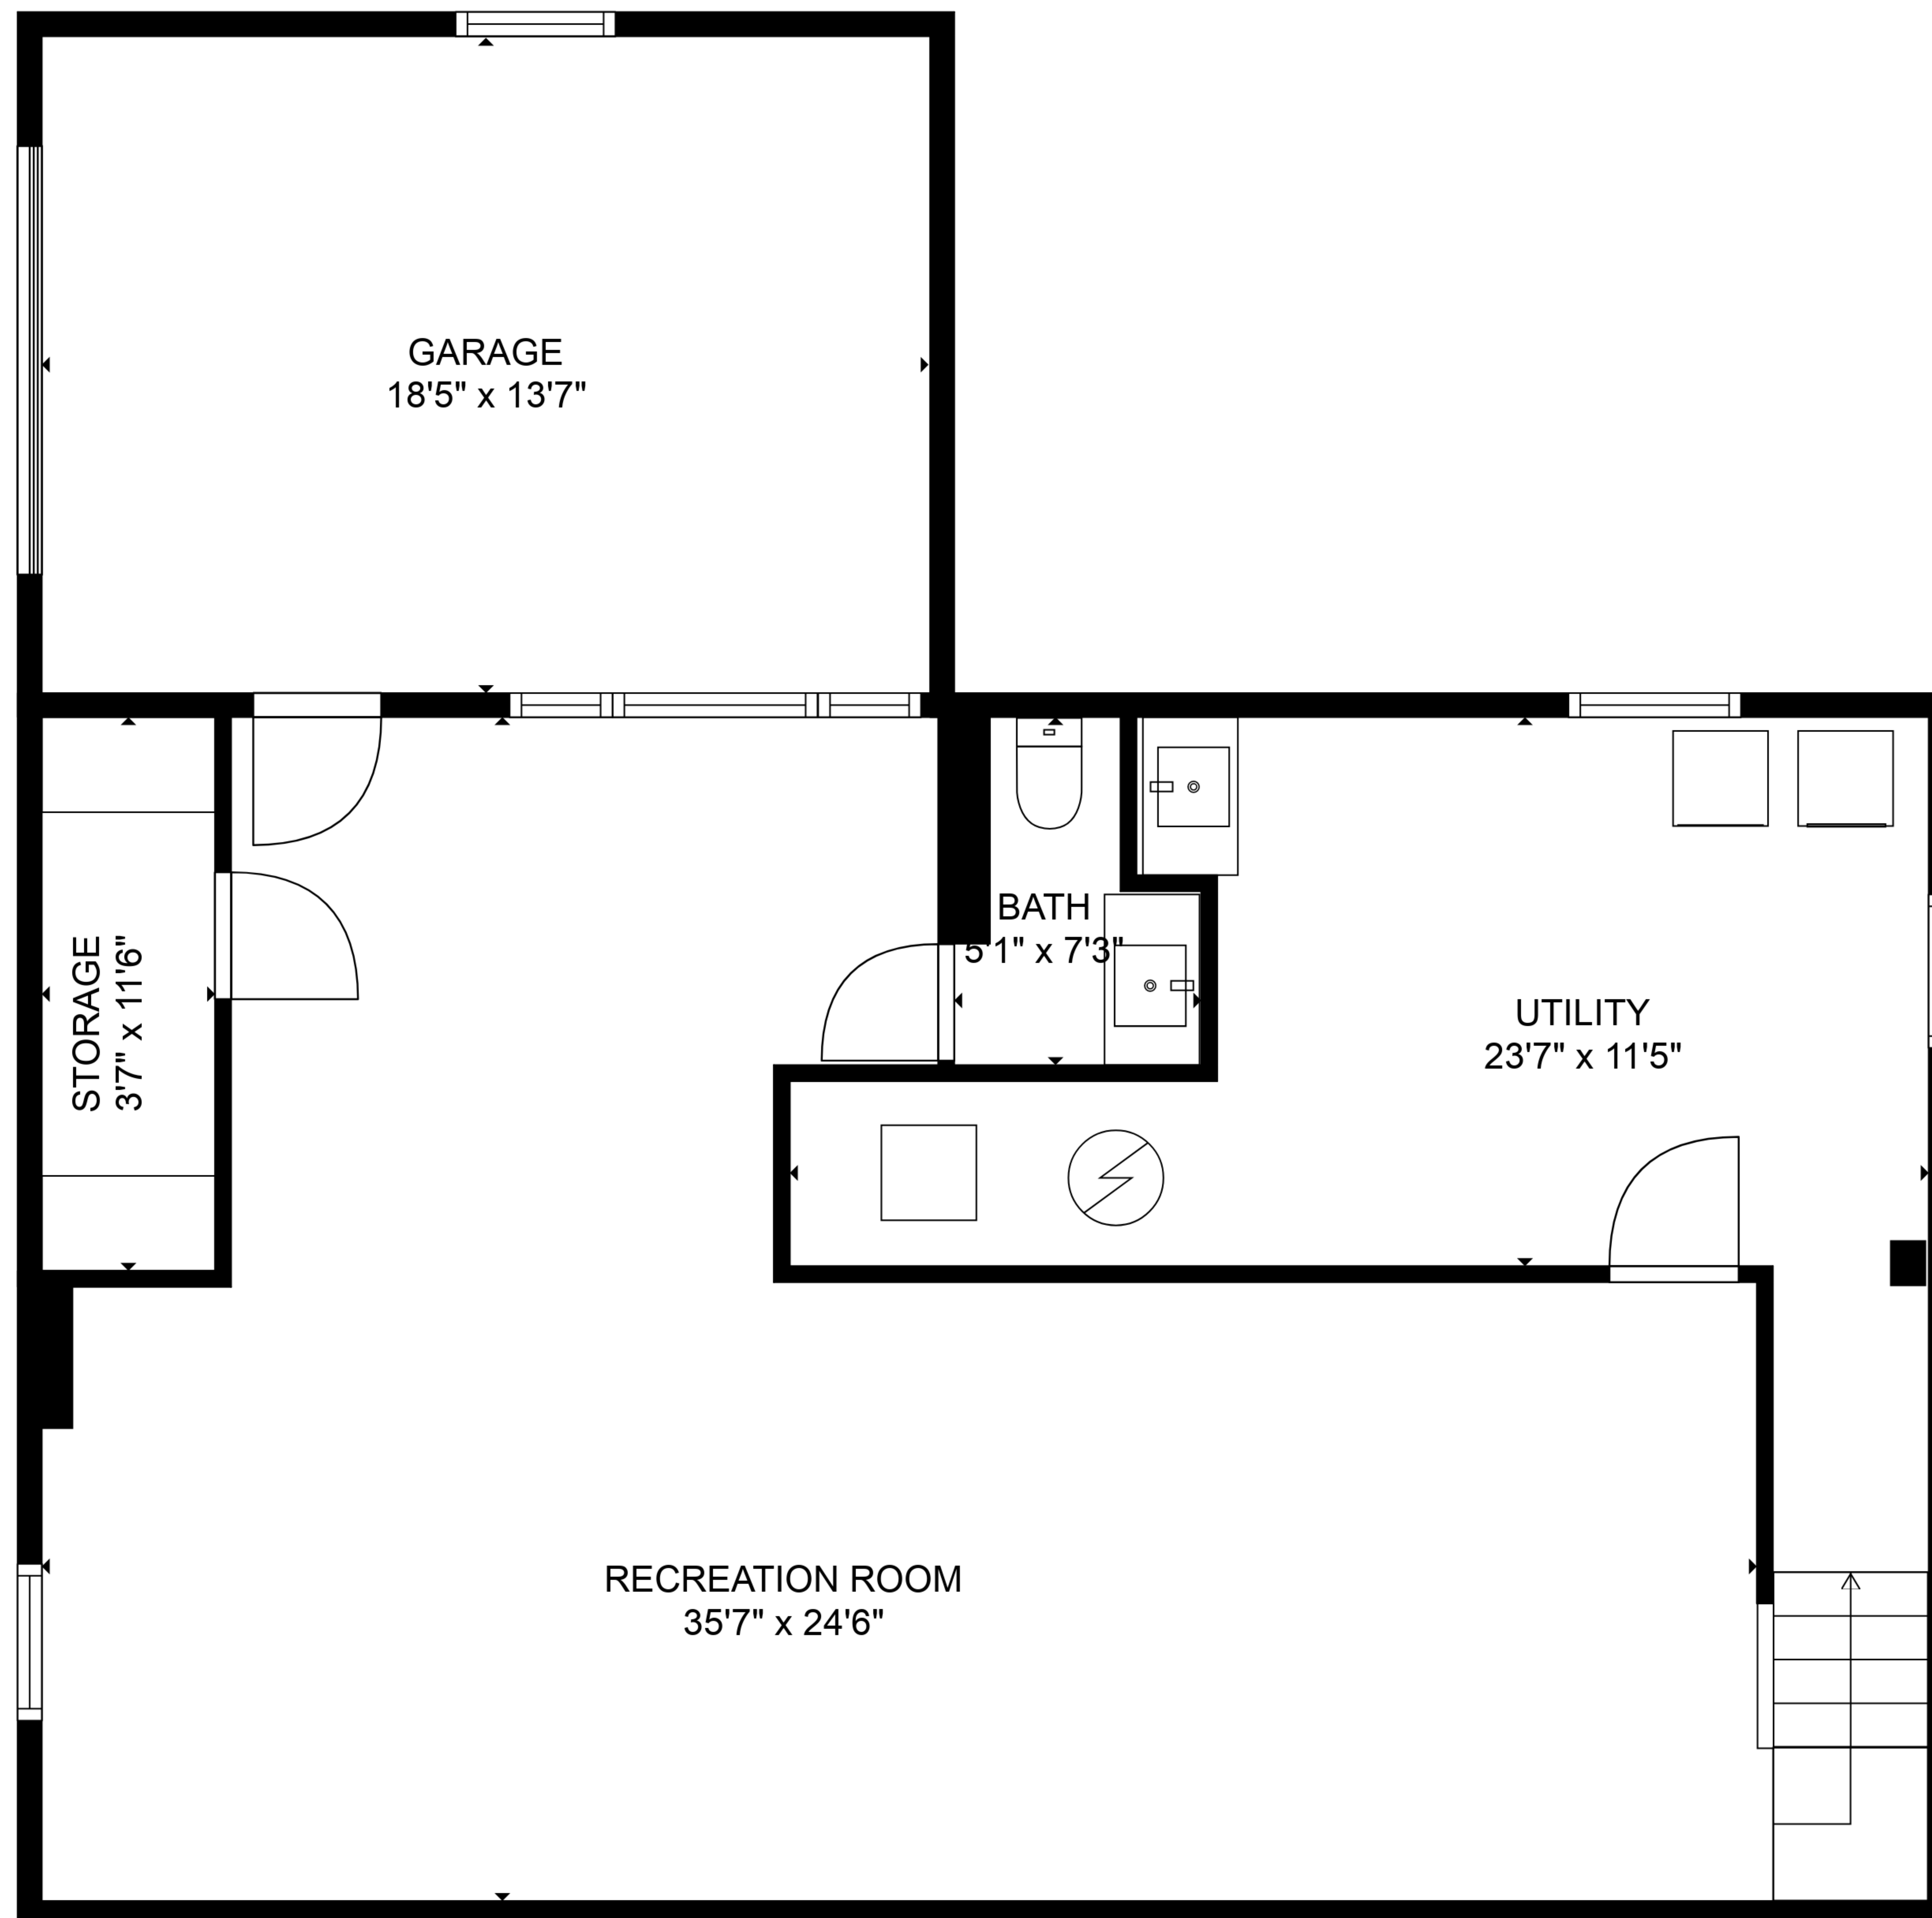 GARAGE
18'5" x 13'7"
BATH
5'1" x 7'3"
STORAGE
3'7" x 11'6"
UTILITY
23'7" x 11'5"
RECREATION ROOM
35'7" x 24'6"